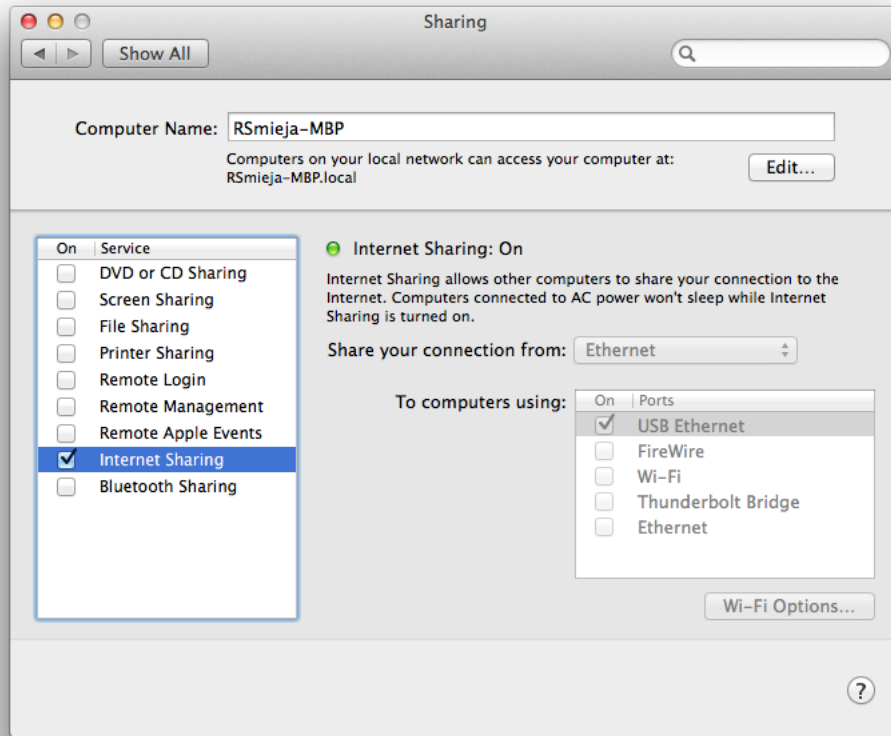 Sharing
Show All
Computer Name: RSmieja-MBP
Computers on your local network can access your computer at:
RSmieja-MBP.local
Edit...
On Service
DVD or CD Sharing
Screen Sharing
File Sharing
Printer Sharing
Remote Login
Remote Management
Remote Apple Events
Internet Sharing
Bluetooth Sharing
Internet Sharing: On
Internet Sharing allows other computers to share your connection to the
Internet. Computers connected to AC power won't sleep while Internet
Sharing is turned on.
Share your connection from: Ethernet
To computers using:
On Ports
USB Ethernet
FireWire
Wi-Fi
Thunderbolt Bridge
Ethernet
Wi-Fi Options...
?